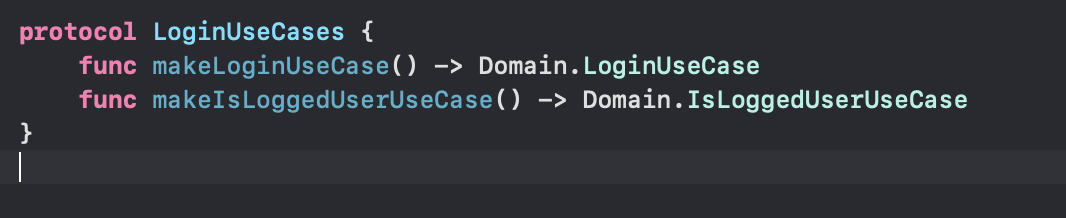 protocol LoginUseCases {
    func makeLoginUseCase() -> Domain.LoginUseCase
    func makeIsLoggedUserUseCase() -> Domain.IsLoggedUserUseCase
}